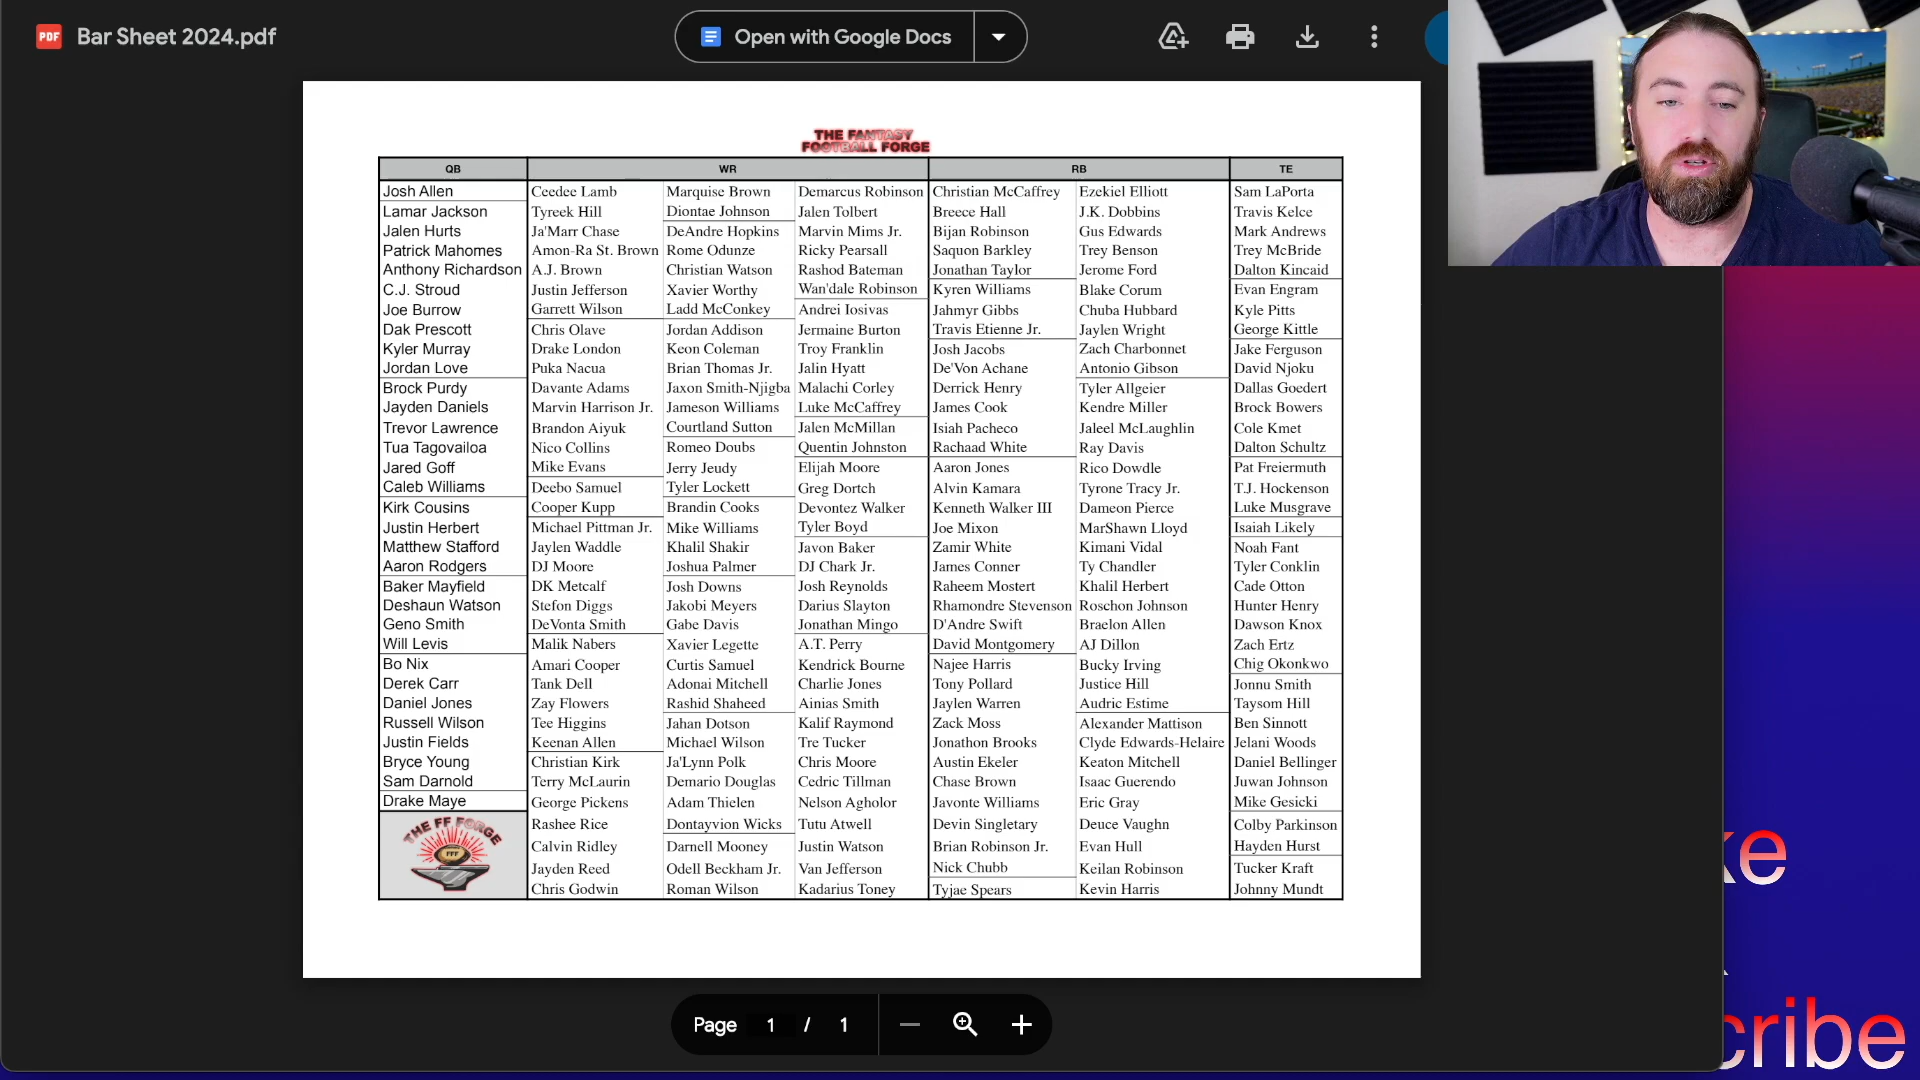 PDF Bar Sheet 2024.pdf
Open with Google Docs
THE FANTASY
FOOTBALL FORGE
QB WR RB TE
Josh Allen Ceedee Lamb Marquise Brown Demarcus Robinson Christian McCaffrey Ezekiel Elliott Sam LaPorta
Lamar Jackson Tyreek Hill Diontae Johnson Jalen Tolbert Breece Hall J.K. Dobbins Travis Kelce
Jalen Hurts Ja'Marr Chase DeAndre Hopkins Marvin Mims Jr. Bijan Robinson Gus Edwards Mark Andrews
Patrick Mahomes Amon-Ra St. Brown Rome Odunze Ricky Pearsall Saquon Barkley Trey Benson Trey McBride
Anthony Richardson A.J. Brown Christian Watson Rashod Bateman Jonathan Taylor Jerome Ford Dalton Kincaid
C.J. Stroud Justin Jefferson Xavier Worthy Wan'dale Robinson Kyren Williams Blake Corum Evan Engram
Joe Burrow Garrett Wilson Ladd McConkey Andrei Iosivas Jahmyr Gibbs Chuba Hubbard Kyle Pitts
Dak Prescott Chris Olave Jordan Addison Jermaine Burton Travis Etienne Jr. Jaylen Wright George Kittle
Kyler Murray Drake London Keon Coleman Troy Franklin Josh Jacobs Zach Charbonnet Jake Ferguson
Jordan Love Puka Nacua Brian Thomas Jr. Jalin Hyatt De'Von Achane Antonio Gibson David Njoku
Brock Purdy Davante Adams Jaxon Smith-Njigba Malachi Corley Derrick Henry Tyler Allgeier Dallas Goedert
Jayden Daniels Marvin Harrison Jr. Jameson Williams Luke McCaffrey James Cook Kendre Miller Brock Bowers
Trevor Lawrence Brandon Aiyuk Courtland Sutton Jalen McMillan Isiah Pacheco Jaleel McLaughlin Cole Kmet
Tua Tagovailoa Nico Collins Romeo Doubs Quentin Johnston Rachaad White Ray Davis Dalton Schultz
Jared Goff Mike Evans Jerry Jeudy Elijah Moore Aaron Jones Rico Dowdle Pat Freiermuth
Caleb Williams Deebo Samuel Tyler Lockett Greg Dortch Alvin Kamara Tyrone Tracy Jr. T.J. Hockenson
Kirk Cousins Cooper Kupp Brandin Cooks Devontez Walker Kenneth Walker III Dameon Pierce Luke Musgrave
Justin Herbert Michael Pittman Jr. Mike Williams Tyler Boyd Joe Mixon MarShawn Lloyd Isaiah Likely
Matthew Stafford Jaylen Waddle Khalil Shakir Javon Baker Zamir White Kimani Vidal Noah Fant
Aaron Rodgers DJ Moore Joshua Palmer DJ Chark Jr. James Conner Ty Chandler Tyler Conklin
Baker Mayfield DK Metcalf Josh Downs Josh Reynolds Raheem Mostert Khalil Herbert Cade Otton
Deshaun Watson Stefon Diggs Jakobi Meyers Darius Slayton Rhamondre Stevenson Roschon Johnson Hunter Henry
Geno Smith DeVonta Smith Gabe Davis Jonathan Mingo D'Andre Swift Braelon Allen Dawson Knox
Will Levis Malik Nabers Xavier Legette A.T. Perry David Montgomery AJ Dillon Zach Ertz
Bo Nix Amari Cooper Curtis Samuel Kendrick Bourne Najee Harris Bucky Irving Chig Okonkwo
Derek Carr Tank Dell Adonai Mitchell Charlie Jones Tony Pollard Justice Hill Jonnu Smith
Daniel Jones Zay Flowers Rashid Shaheed Ainias Smith Jaylen Warren Audric Estime Taysom Hill
Russell Wilson Tee Higgins Jahan Dotson Kalif Raymond Zack Moss Alexander Mattison Ben Sinnott
Justin Fields Keenan Allen Michael Wilson Tre Tucker Jonathon Brooks Clyde Edwards-Helaire Jelani Woods
Bryce Young Christian Kirk Ja'Lynn Polk Chris Moore Austin Ekeler Keaton Mitchell Daniel Bellinger
Sam Darnold Terry McLaurin Demario Douglas Cedric Tillman Chase Brown Isaac Guerendo Juwan Johnson
Drake Maye George Pickens Adam Thielen Nelson Agholor Javonte Williams Eric Gray Mike Gesicki
Rashee Rice Dontayvion Wicks Tutu Atwell Devin Singletary Deuce Vaughn Colby Parkinson
Calvin Ridley Darnell Mooney Justin Watson Brian Robinson Jr. Evan Hull Hayden Hurst
Jayden Reed Odell Beckham Jr. Van Jefferson Nick Chubb Keilan Robinson Tucker Kraft
Chris Godwin Roman Wilson Kadarius Toney Tyjae Spears Kevin Harris Johnny Mundt
THE FF FORGE
FFF
Page 1 / 1
ke
cribe